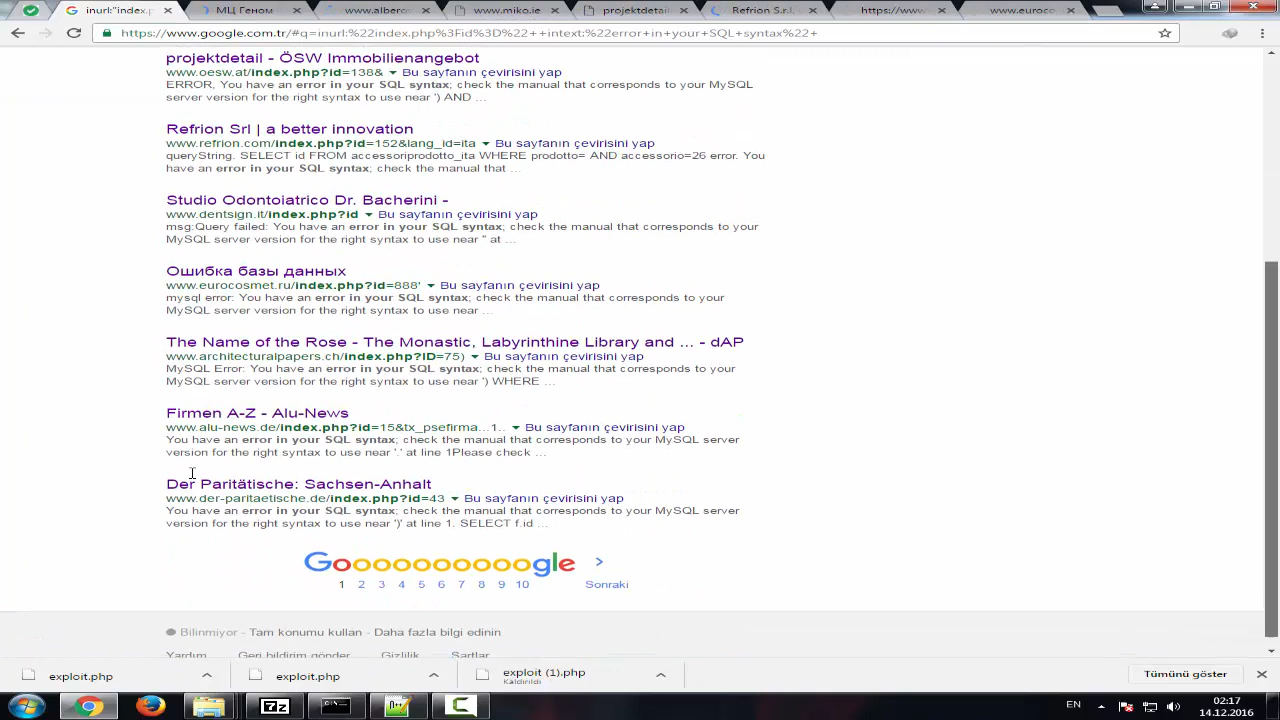 inurl:"index.p
МЦ Геном
www.alberc
www.miko.ie
projektdetail
Refrion S.r.l.
https://www
www.euroco
https://www.google.com.tr/#q=inurl:%22index.php%3Fid%3D%22++intext:%22error+in+your+SQL+syntax%22+
projektdetail - ÖSW Immobilienangebot
www.oesw.at/index.php?id=138& Bu sayfanın çevirisini yap
ERROR, You have an error in your SQL syntax; check the manual that corresponds to your MySQL
server version for the right syntax to use near ') AND ...
Refrion Srl | a better innovation
www.refrion.com/index.php?id=152&lang_id=ita Bu sayfanın çevirisini yap
queryString. SELECT id FROM accessoriprodotto_ita WHERE prodotto= AND accessorio=26 error. You
have an error in your SQL syntax; check the manual that ...
Studio Odontoiatrico Dr. Bacherini -
www.dentsign.it/index.php?id Bu sayfanın çevirisini yap
msg:Query failed: You have an error in your SQL syntax; check the manual that corresponds to your
MySQL server version for the right syntax to use near '' at ...
Ошибка базы данных
www.eurocosmet.ru/index.php?id=888' Bu sayfanın çevirisini yap
mysql error: You have an error in your SQL syntax; check the manual that corresponds to your
MySQL server version for the right syntax to use near ...
The Name of the Rose - The Monastic, Labyrinthine Library and ... - dAP
www.architecturalpapers.ch/index.php?ID=75) Bu sayfanın çevirisini yap
MySQL Error: You have an error in your SQL syntax; check the manual that corresponds to your
MySQL server version for the right syntax to use near ') WHERE ...
Firmen A-Z - Alu-News
www.alu-news.de/index.php?id=15&tx_psefirma...1.. Bu sayfanın çevirisini yap
You have an error in your SQL syntax; check the manual that corresponds to your MySQL server
version for the right syntax to use near '.' at line 1Please check ...
Der Paritätische: Sachsen-Anhalt
www.der-paritaetische.de/index.php?id=43 Bu sayfanın çevirisini yap
You have an error in your SQL syntax; check the manual that corresponds to your MySQL server
version for the right syntax to use near ')' at line 1. SELECT f.id ...
Goooooooooogle >
1 2 3 4 5 6 7 8 9 10 Sonraki
Bilinmiyor - Tam konumu kullan - Daha fazla bilgi edinin
Yardım Geri bildirim gönder Gizlilik Şartlar
exploit.php
exploit.php
exploit (1).php
Kaldırıldı
Tümünü göster
7z
EN
02:17
14.12.2016